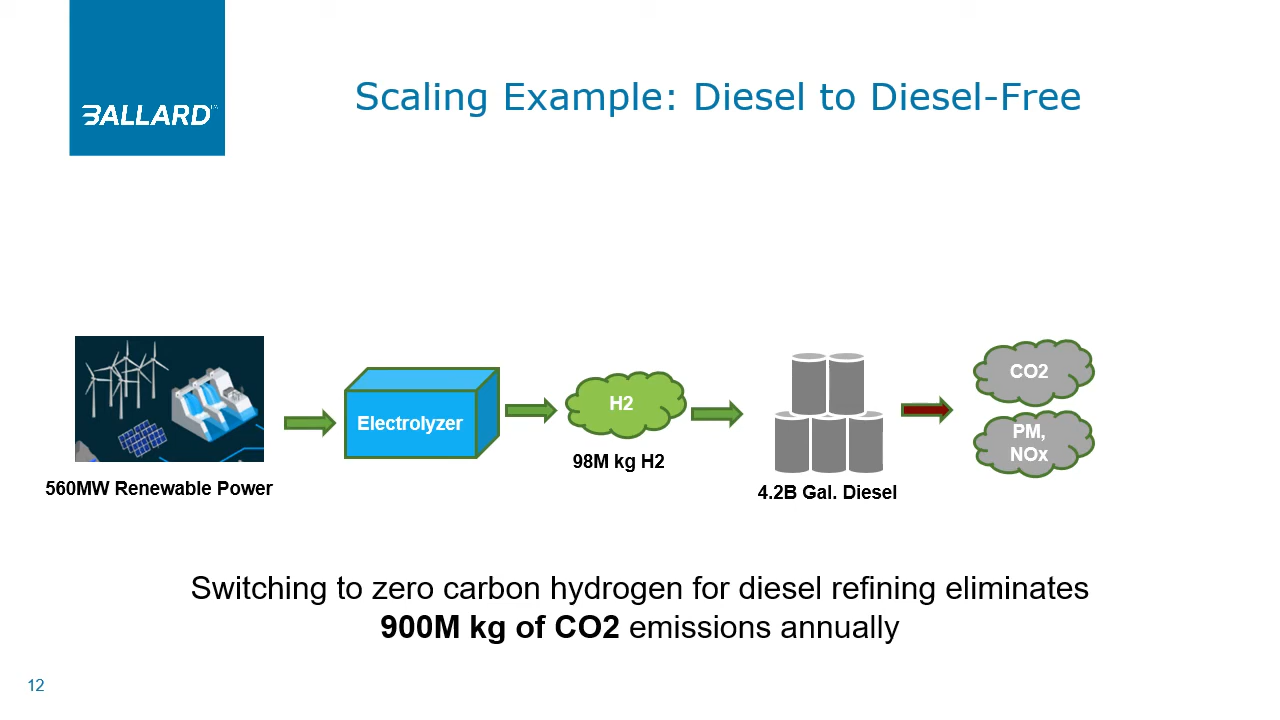 BALLARD™
Scaling Example: Diesel to Diesel-Free
560MW Renewable Power
Electrolyzer
H2
98M kg H2
4.2B Gal. Diesel
CO2
PM,
NOx
Switching to zero carbon hydrogen for diesel refining eliminates
900M kg of CO2 emissions annually
12